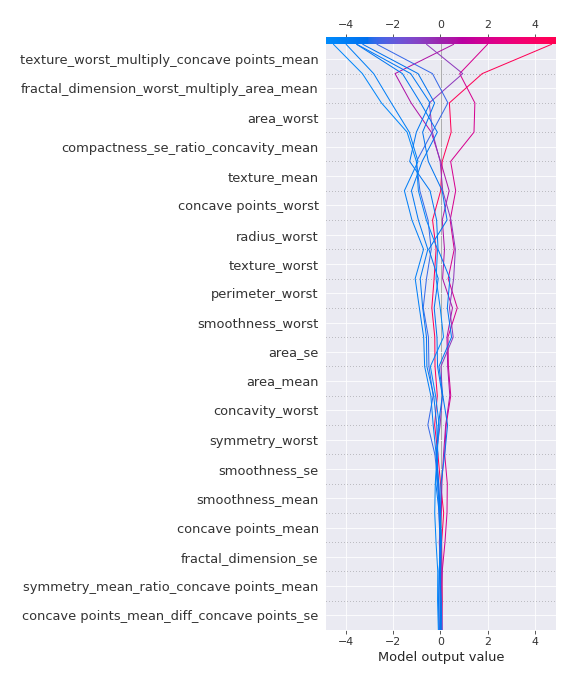 −4 −2 0 2 4
texture_worst_multiply_concave points_mean
fractal_dimension_worst_multiply_area_mean
area_worst
compactness_se_ratio_concavity_mean
texture_mean
concave points_worst
radius_worst
texture_worst
perimeter_worst
smoothness_worst
area_se
area_mean
concavity_worst
symmetry_worst
smoothness_se
smoothness_mean
concave points_mean
fractal_dimension_se
symmetry_mean_ratio_concave points_mean
concave points_mean_diff_concave points_se
−4 −2 0 2 4
Model output value